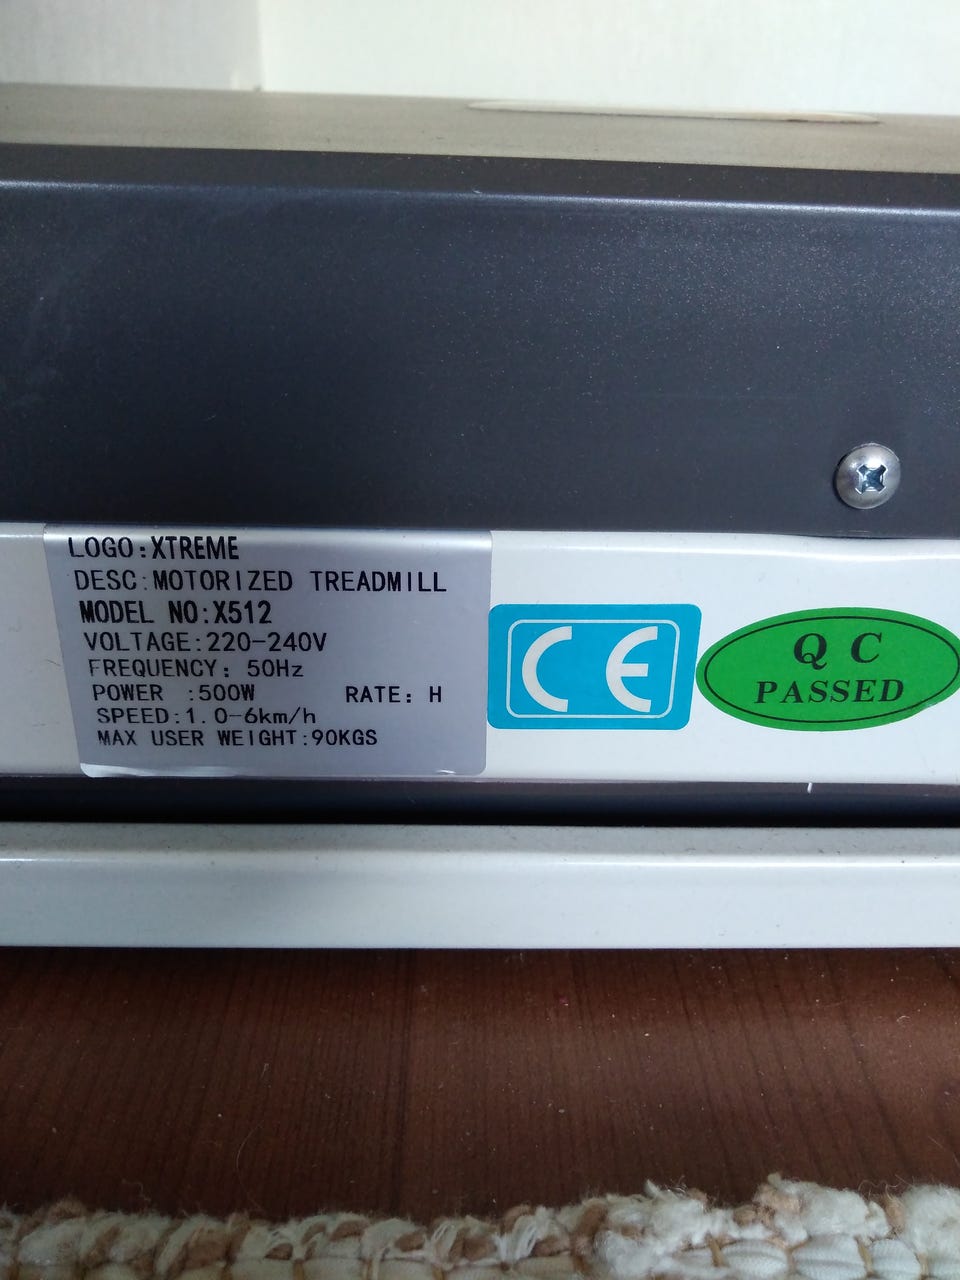 LOGO:XTREME
DESC:MOTORIZED TREADMILL
MODEL NO:X512
VOLTAGE:220-240V
FREQUENCY: 50Hz
POWER :500W RATE: H
SPEED:1.0-6km/h
MAX USER WEIGHT:90KGS
CE
QC
PASSED